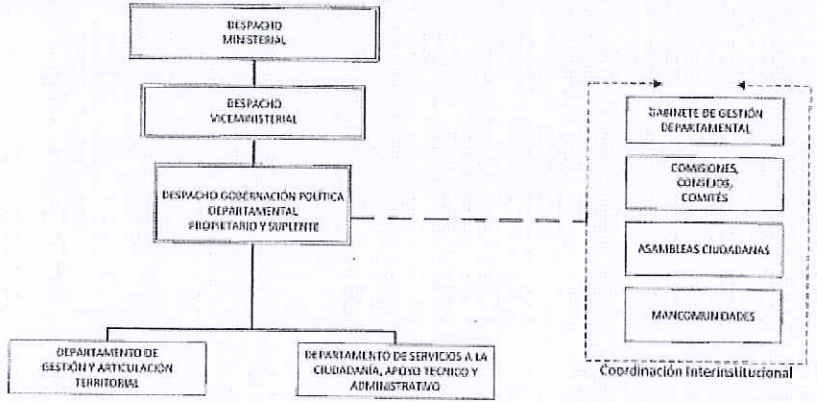 DESPACHO
MINISTERIAL
DESPACHO
VICEMINISTERIAL
DESPACHO GOBERNACIÓN POLÍTICA
DEPARTAMENTAL
PROPIETARIO Y SUPLENTE
DEPARTAMENTO DE
GESTIÓN Y ARTICULACIÓN
TERRITORIAL
DEPARTAMENTO DE SERVICIOS A LA
CIUDADANÍA, APOYO TECNICO Y
ADMINISTRATIVO
GABINETE DE GESTIÓN
DEPARTAMENTAL
COMISIONES,
CONSEJOS,
COMITÉS
ASAMBLEAS CIUDADANAS
MANCOMUNIDADES
Coordinación Interinstitucional